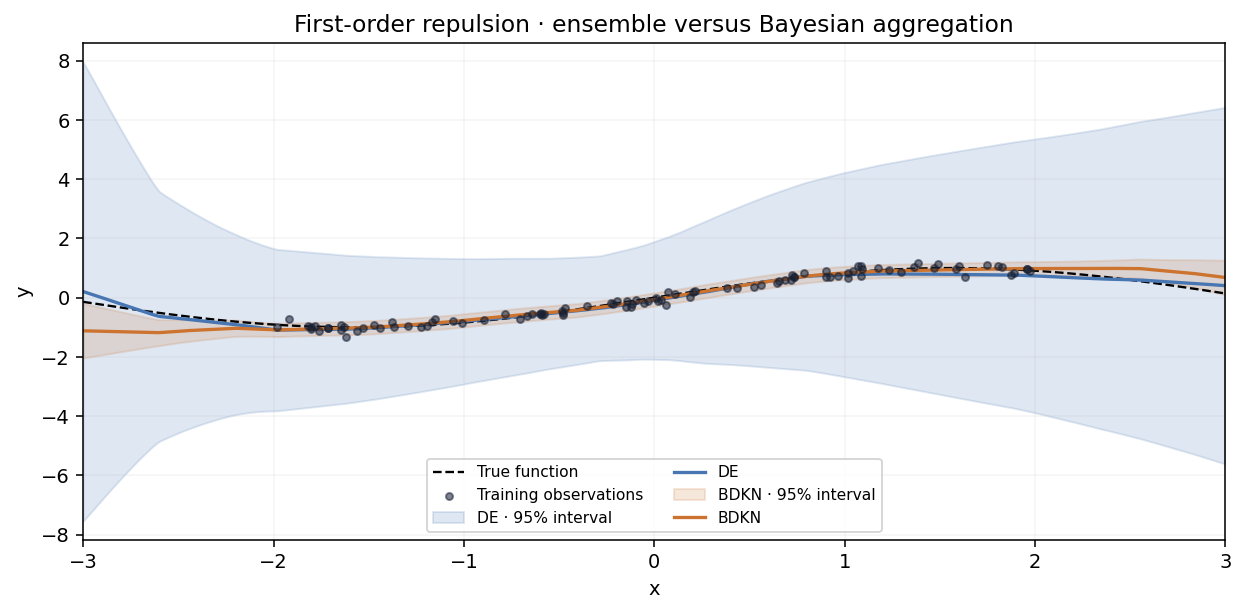 First-order repulsion · ensemble versus Bayesian aggregation
y
8
6
4
2
0
−2
−4
−6
−8
True function
Training observations
DE · 95% interval
DE
BDKN · 95% interval
BDKN
−3 −2 −1 0 1 2 3
x